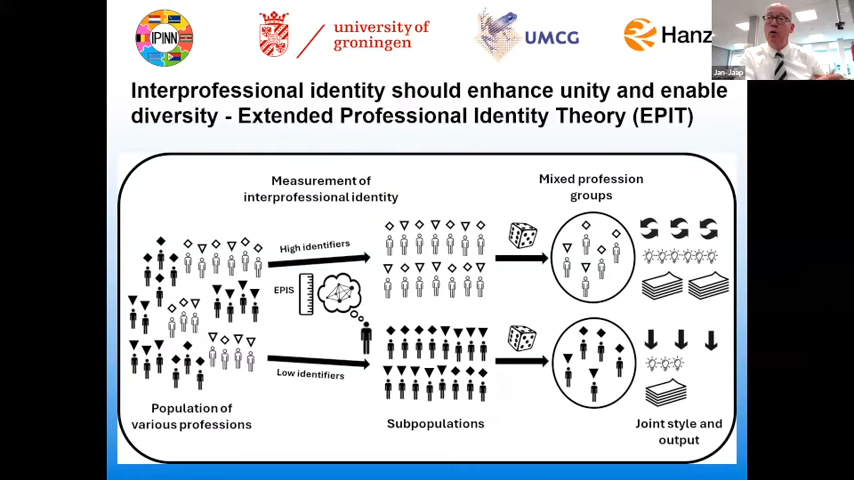 IPINN
university of
groningen
UMCG
Hanz
Jan-Jaap
Interprofessional identity should enhance unity and enable
diversity - Extended Professional Identity Theory (EPIT)
Measurement of
interprofessional identity
Mixed profession
groups
High identifiers
EPIS
Low identifiers
Population of
various professions
Subpopulations
Joint style and
output